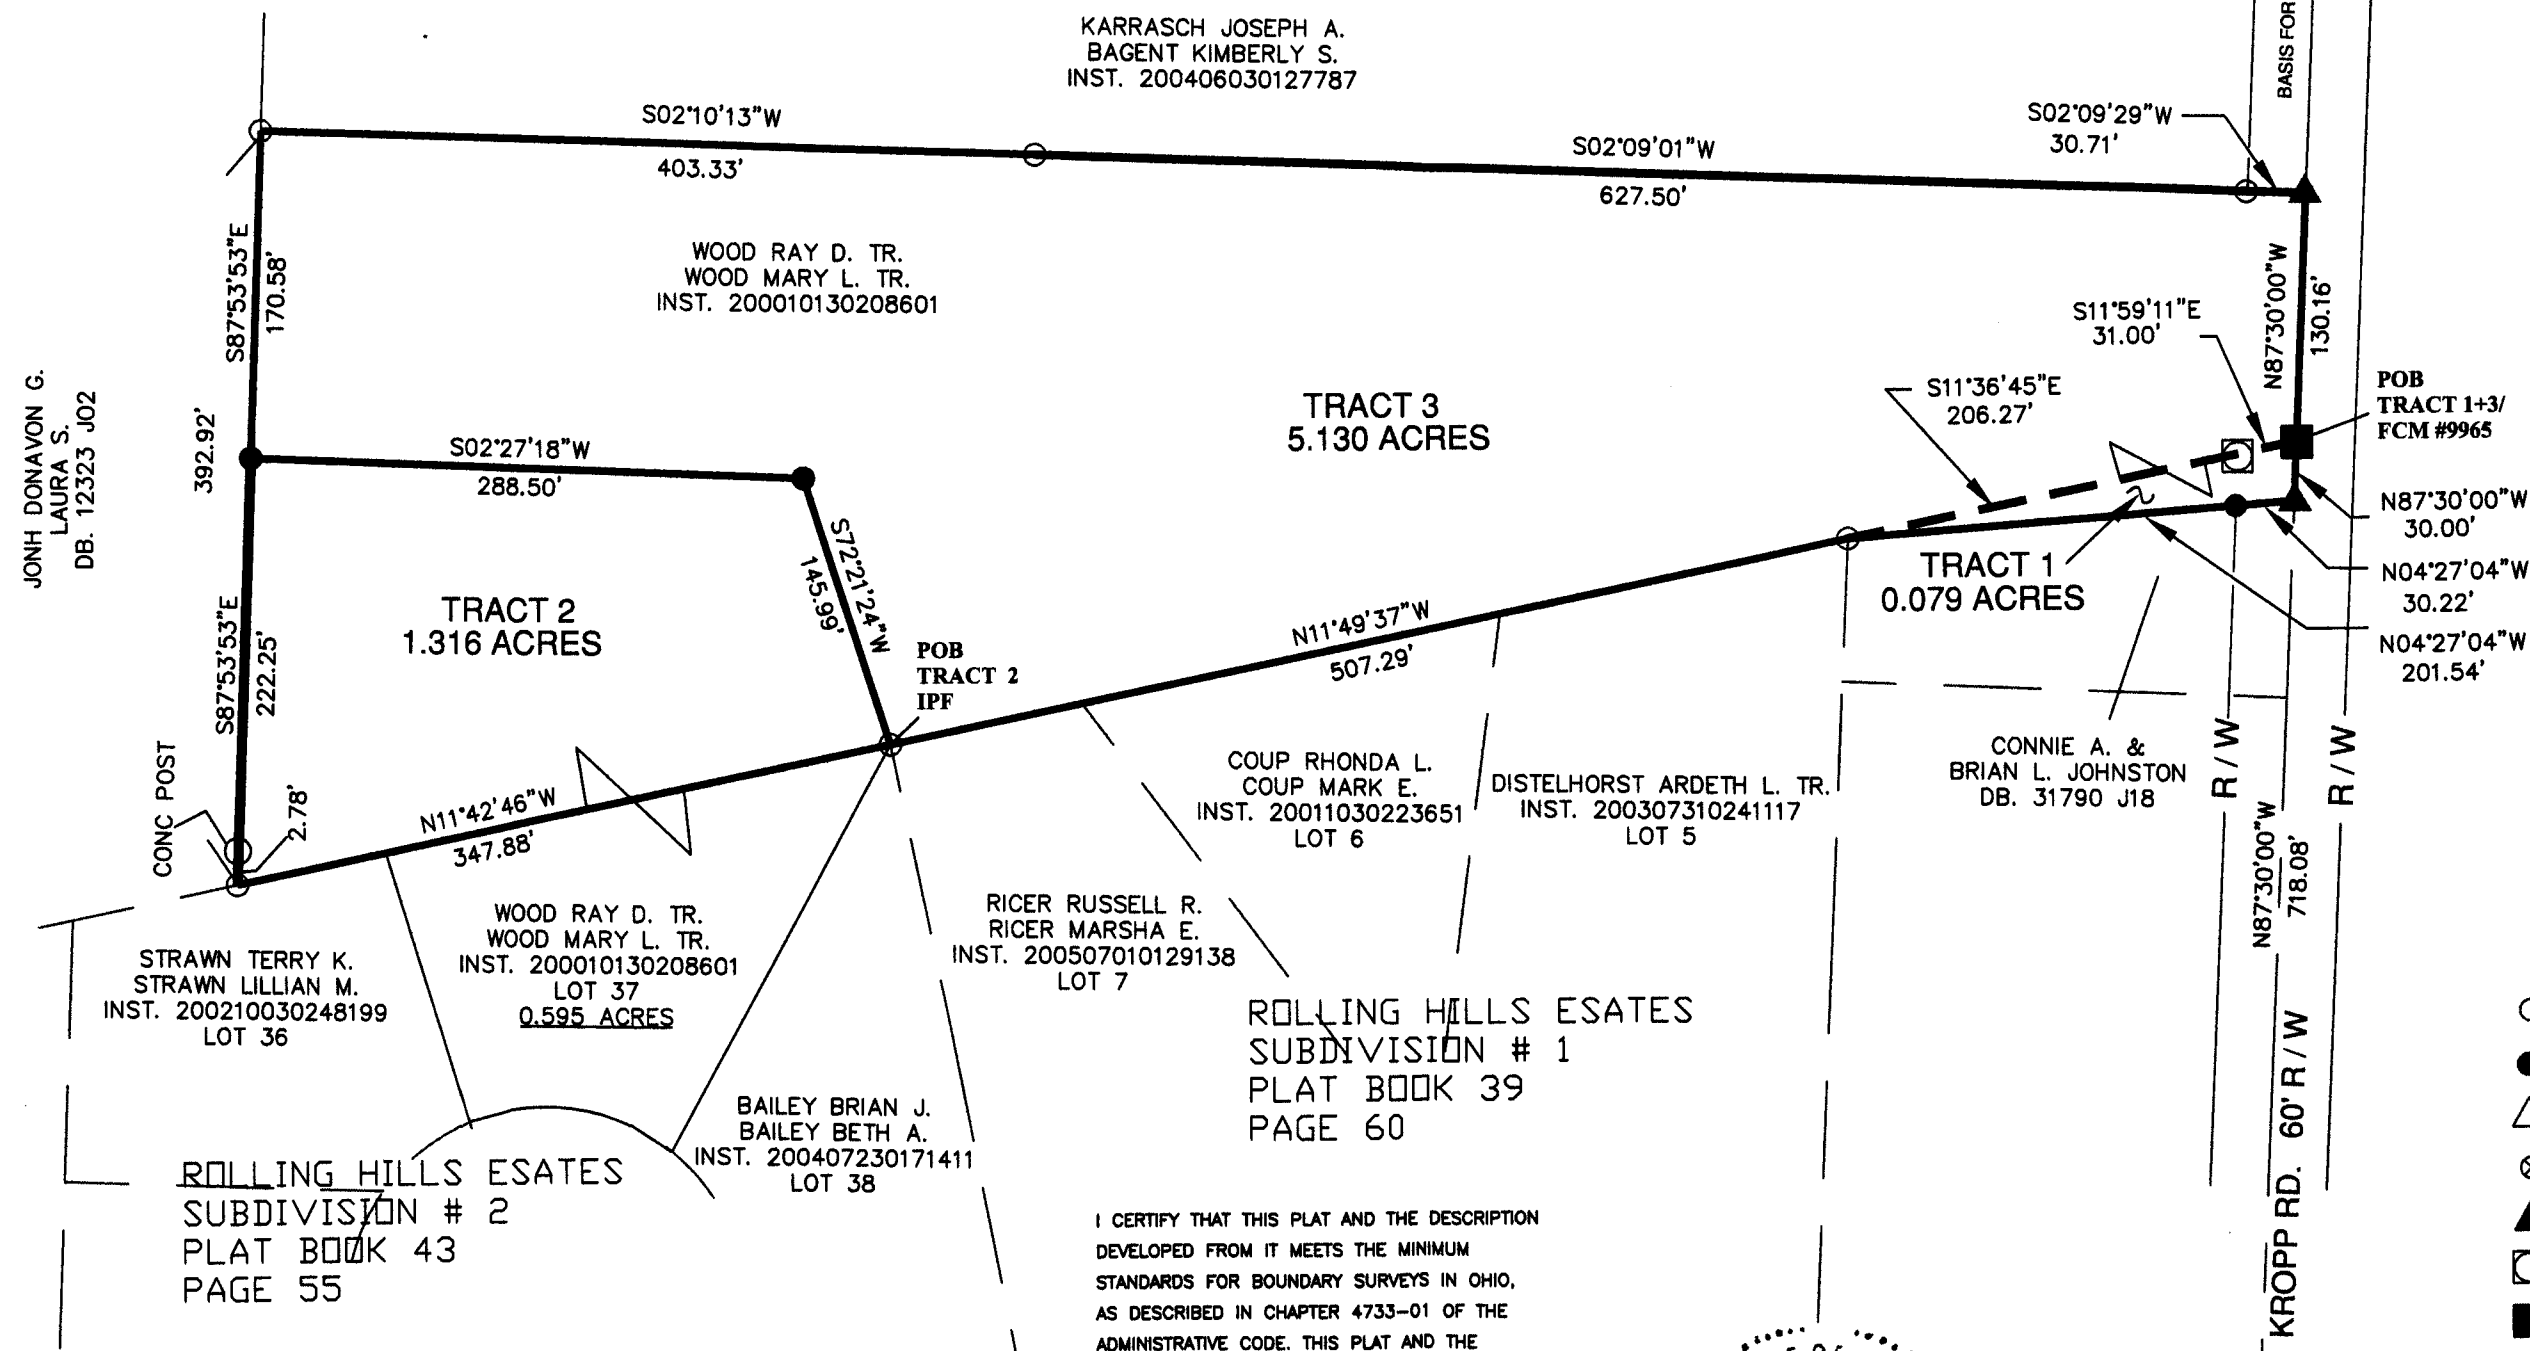 KARRASCH JOSEPH A.
BAGENT KIMBERLY S.
INST. 200406030127787
BASIS FOR
S02°10'13"W
403.33'
S02°09'01"W
627.50'
S02°09'29"W
30.71'
S87°53'53"E
170.58'
WOOD RAY D. TR.
WOOD MARY L. TR.
INST. 200010130208601
N87°30'00"W
130.16'
S11°59'11"E
31.00'
S11°36'45"E
206.27'
POB
TRACT 1+3/
FCM #9965
JONH DONAVON G.
LAURA S.
DB. 12323 J02
392.92'
TRACT 3
5.130 ACRES
S02°27'18"W
288.50'
S72°21'24"W
145.99'
N87°30'00"W
30.00'
N04°27'04"W
30.22'
N04°27'04"W
201.54'
TRACT 1
0.079 ACRES
TRACT 2
1.316 ACRES
S87°53'53"E
222.25'
POB
TRACT 2
IPF
N11°49'37"W
507.29'
CONC POST
2.78'
N11°42'46"W
347.88'
COUP RHONDA L.
COUP MARK E.
INST. 20011030223651
LOT 6
DISTELHORST ARDETH L. TR.
INST. 200307310241117
LOT 5
CONNIE A. &
BRIAN L. JOHNSTON
DB. 31790 J18
R/W
R/W
N87°30'00"W
718.08'
STRAWN TERRY K.
STRAWN LILLIAN M.
INST. 200210030248199
LOT 36
WOOD RAY D. TR.
WOOD MARY L. TR.
INST. 200010130208601
LOT 37
0.595 ACRES
RICER RUSSELL R.
RICER MARSHA E.
INST. 200507010129138
LOT 7
ROLLING HILLS ESATES
SUBDIVISION # 1
PLAT BOOK 39
PAGE 60
BAILEY BRIAN J.
BAILEY BETH A.
INST. 200407230171411
LOT 38
ROLLING HILLS ESATES
SUBDIVISION # 2
PLAT BOOK 43
PAGE 55
KROPP RD. 60' R/W
I CERTIFY THAT THIS PLAT AND THE DESCRIPTION
DEVELOPED FROM IT MEETS THE MINIMUM
STANDARDS FOR BOUNDARY SURVEYS IN OHIO,
AS DESCRIBED IN CHAPTER 4733-01 OF THE
ADMINISTRATIVE CODE. THIS PLAT AND THE